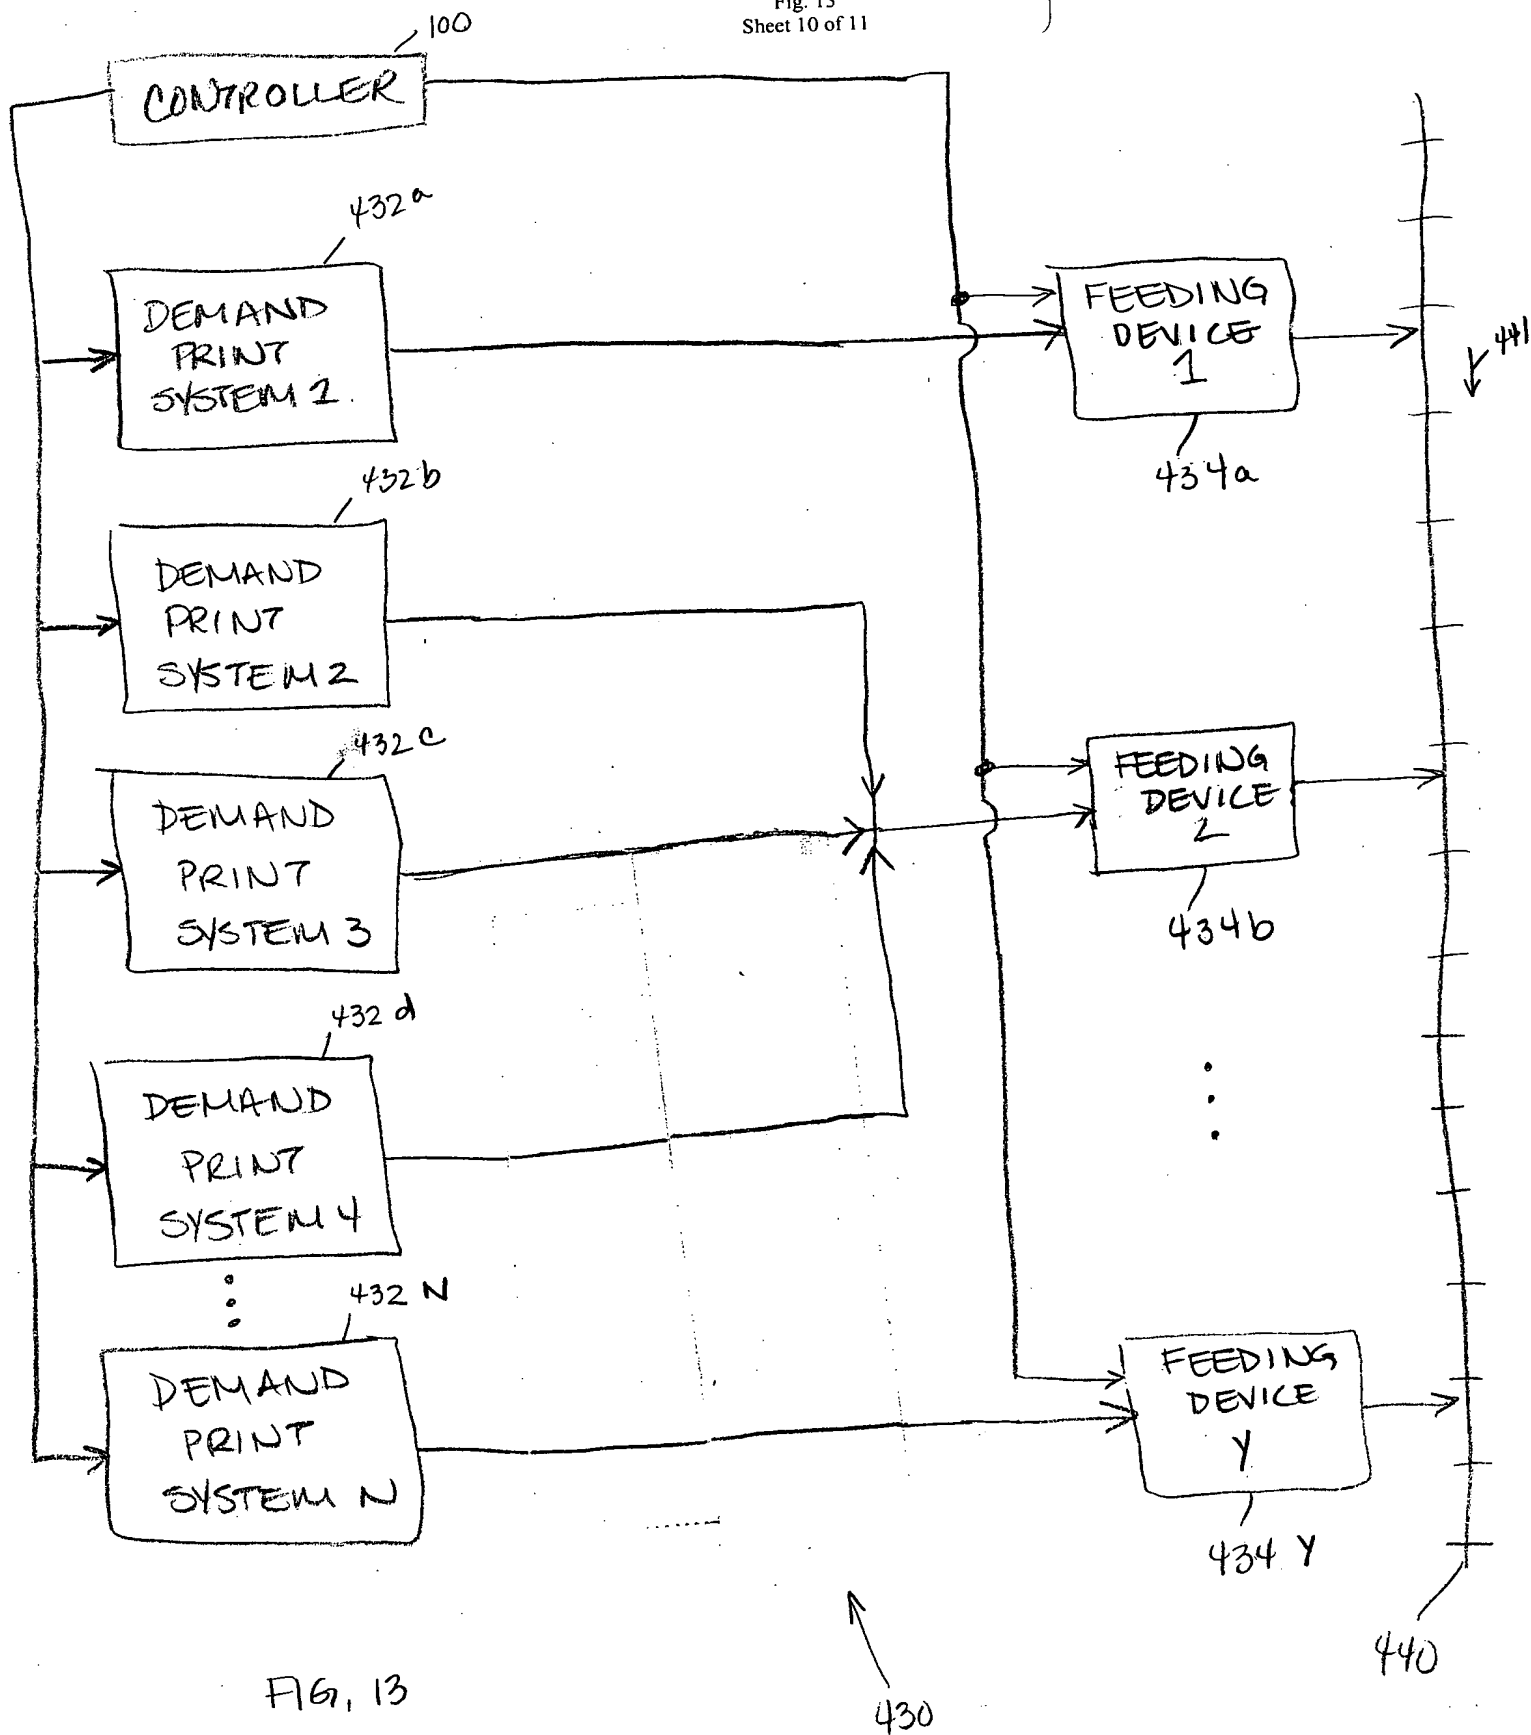 Fig. 13
Sheet 10 of 11
100
CONTROLLER
432a
DEMAND
PRINT
SYSTEM 1.
FEEDING
DEVICE
1
441
434a
432b
DEMAND
PRINT
SYSTEM 2
432c
DEMAND
PRINT
SYSTEM 3
FEEDING
DEVICE
2
434b
432d
DEMAND
PRINT
SYSTEM 4
432 N
DEMAND
PRINT
SYSTEM N
FEEDING
DEVICE
Y
434 Y
440
430
FIG, 13